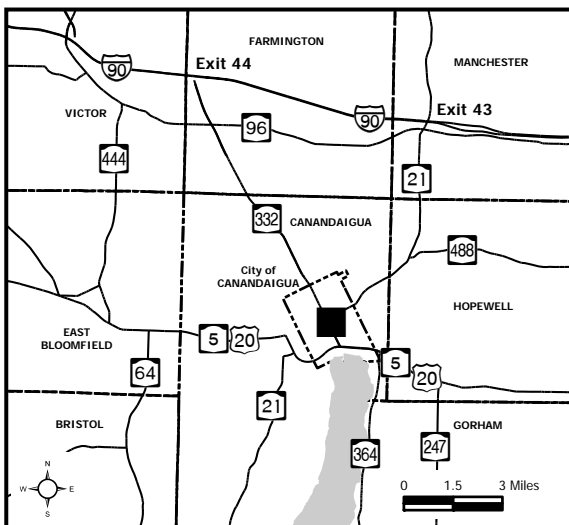 FARMINGTON
MANCHESTER
Exit 44
90
Exit 43
90
VICTOR
96
444
21
332
CANANDAIGUA
488
City of
CANANDAIGUA
HOPEWELL
EAST
BLOOMFIELD
5
20
5
20
64
21
BRISTOL
GORHAM
364
247
N
W
E
S
0 1.5 3 Miles